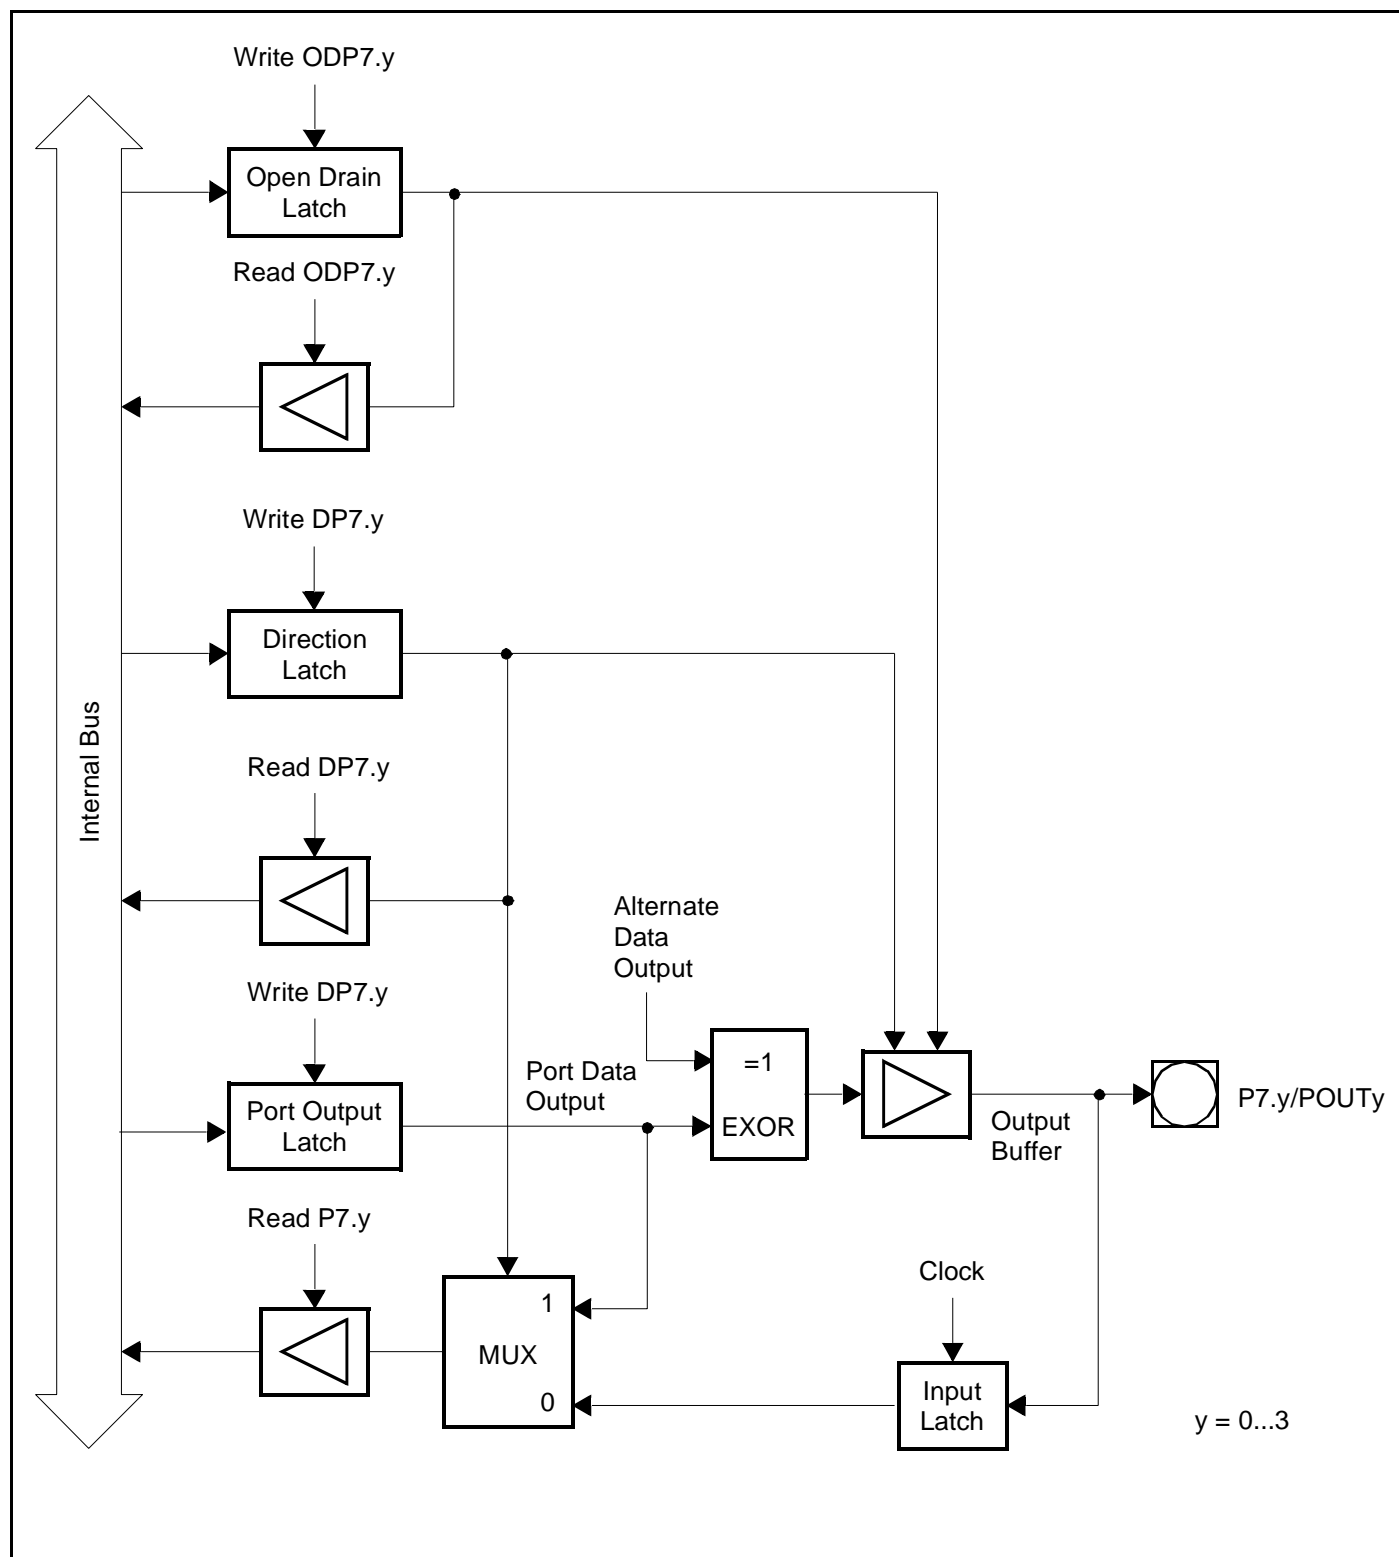 Write ODP7.y
Open Drain
Latch
Read ODP7.y
Write DP7.y
Direction
Latch
Internal Bus
Read DP7.y
Alternate
Data
Output
Write DP7.y
Port Data
Output
=1
EXOR
Port Output
Latch
Output
Buffer
P7.y/POUTy
Read P7.y
Clock
1
MUX
0
Input
Latch
y = 0...3